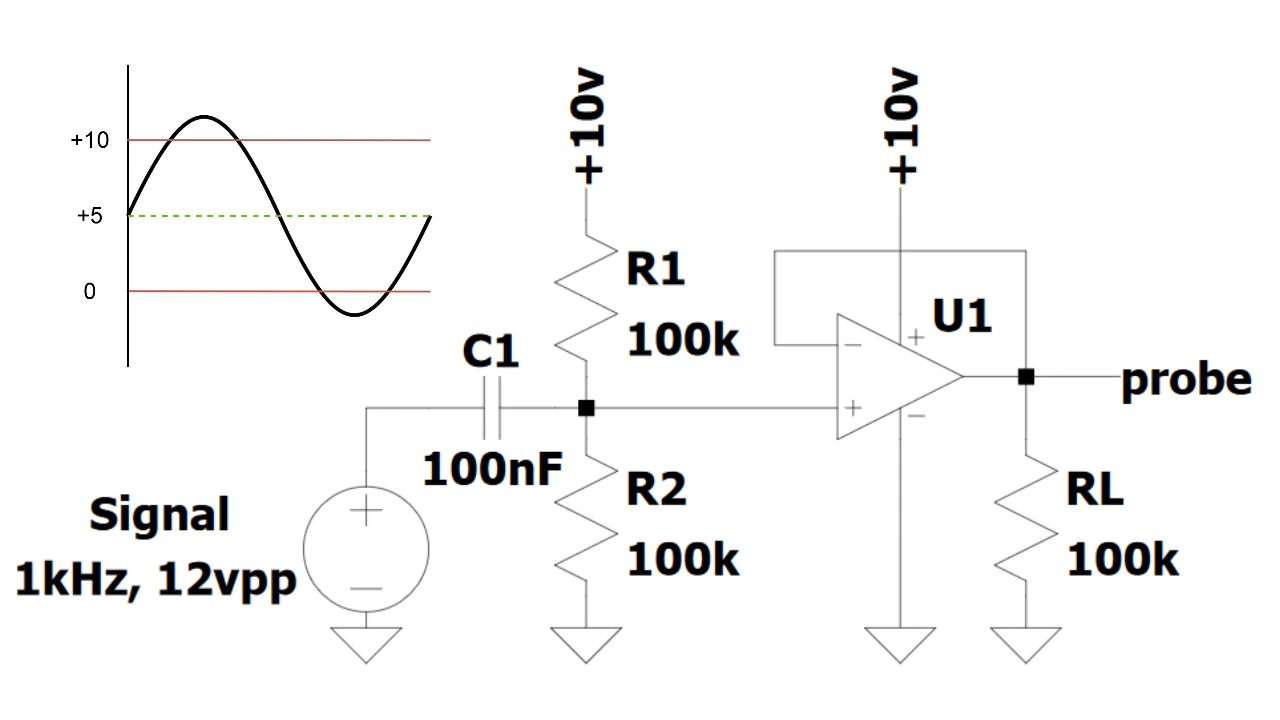 +10
+5
0
+10v
+10v
R1
100k
C1
100nF
U1
+
−
+
−
probe
Signal
1kHz, 12vpp
+
−
R2
100k
RL
100k